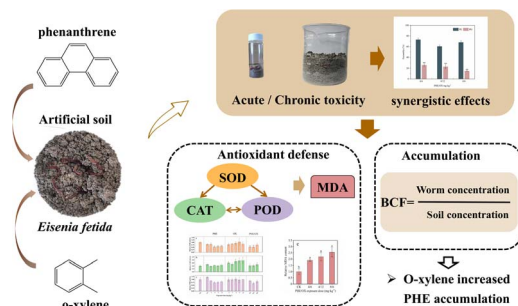 phenanthrene
Artificial soil
Eisenia fetida
o-xylene
Acute / Chronic toxicity
synergistic effects
Antioxidant defense
SOD
CAT
POD
MDA
Accumulation
BCF=
Worm concentration
Soil concentration
➢ O-xylene increased
PHE accumulation